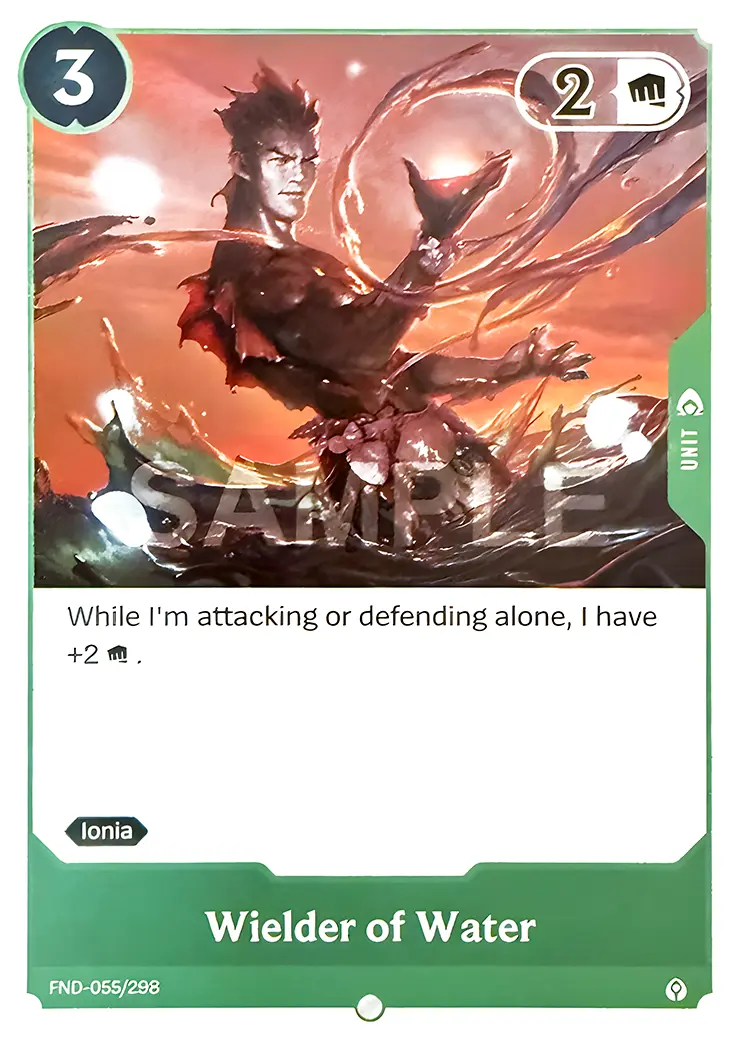 3
2
UNIT
SAMPLE
While I'm attacking or defending alone, I have
+2 .
Ionia
Wielder of Water
FND-055/298